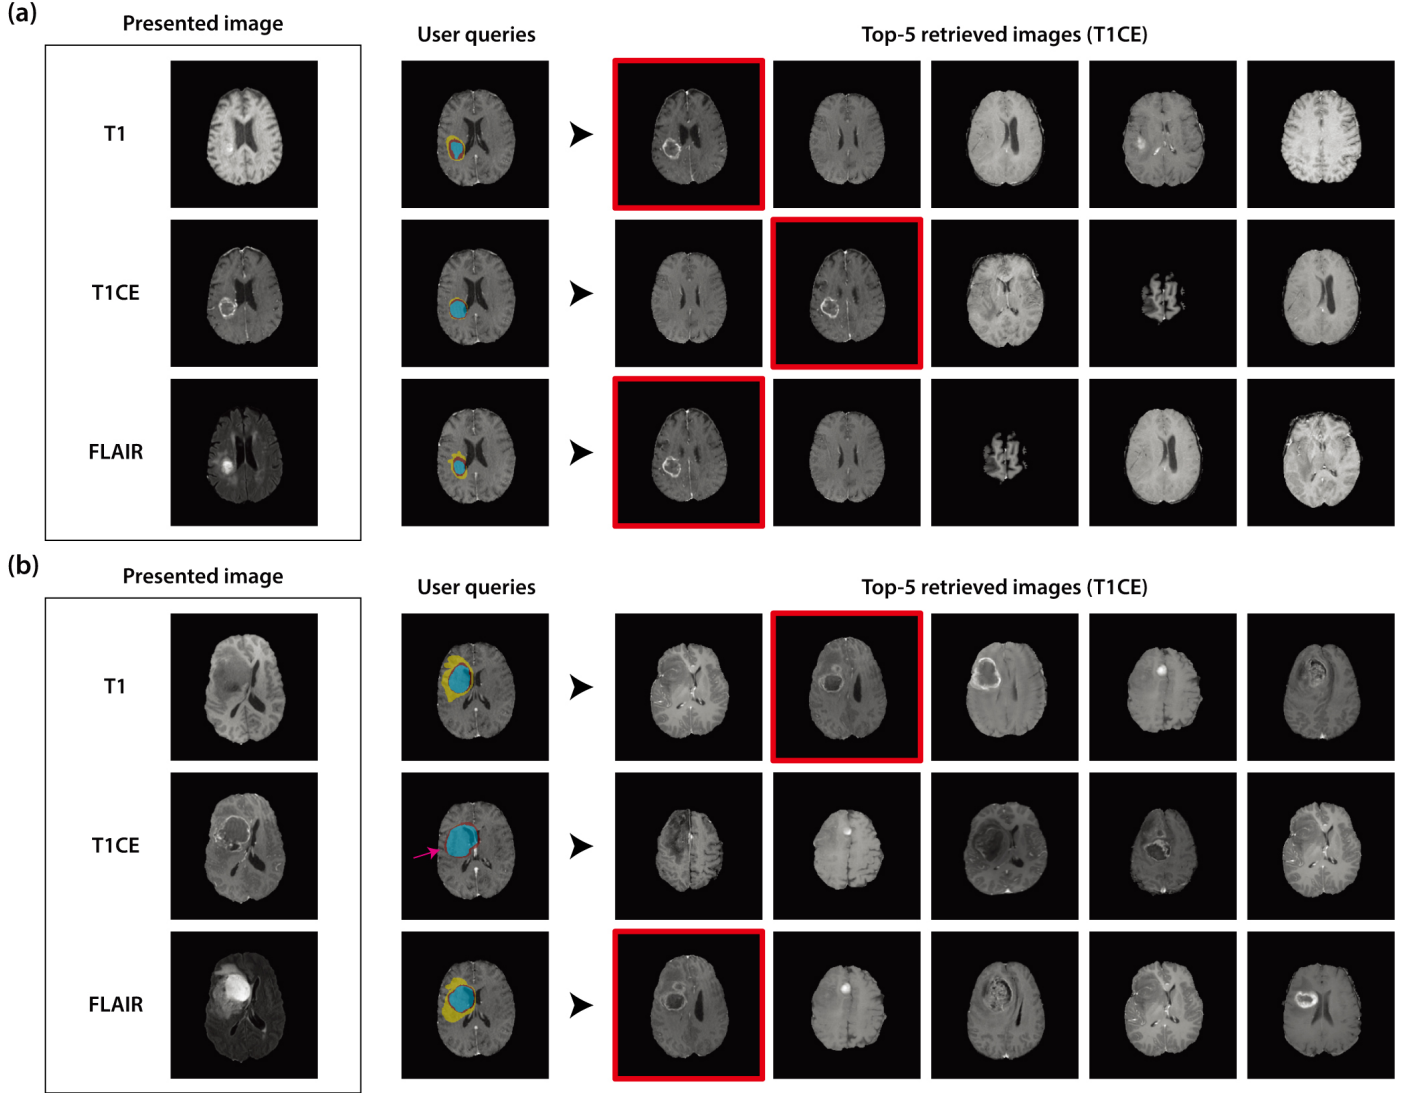 (a)
Presented image
User queries
Top-5 retrieved images (T1CE)
T1
T1CE
FLAIR
(b)
Presented image
User queries
Top-5 retrieved images (T1CE)
T1
T1CE
FLAIR